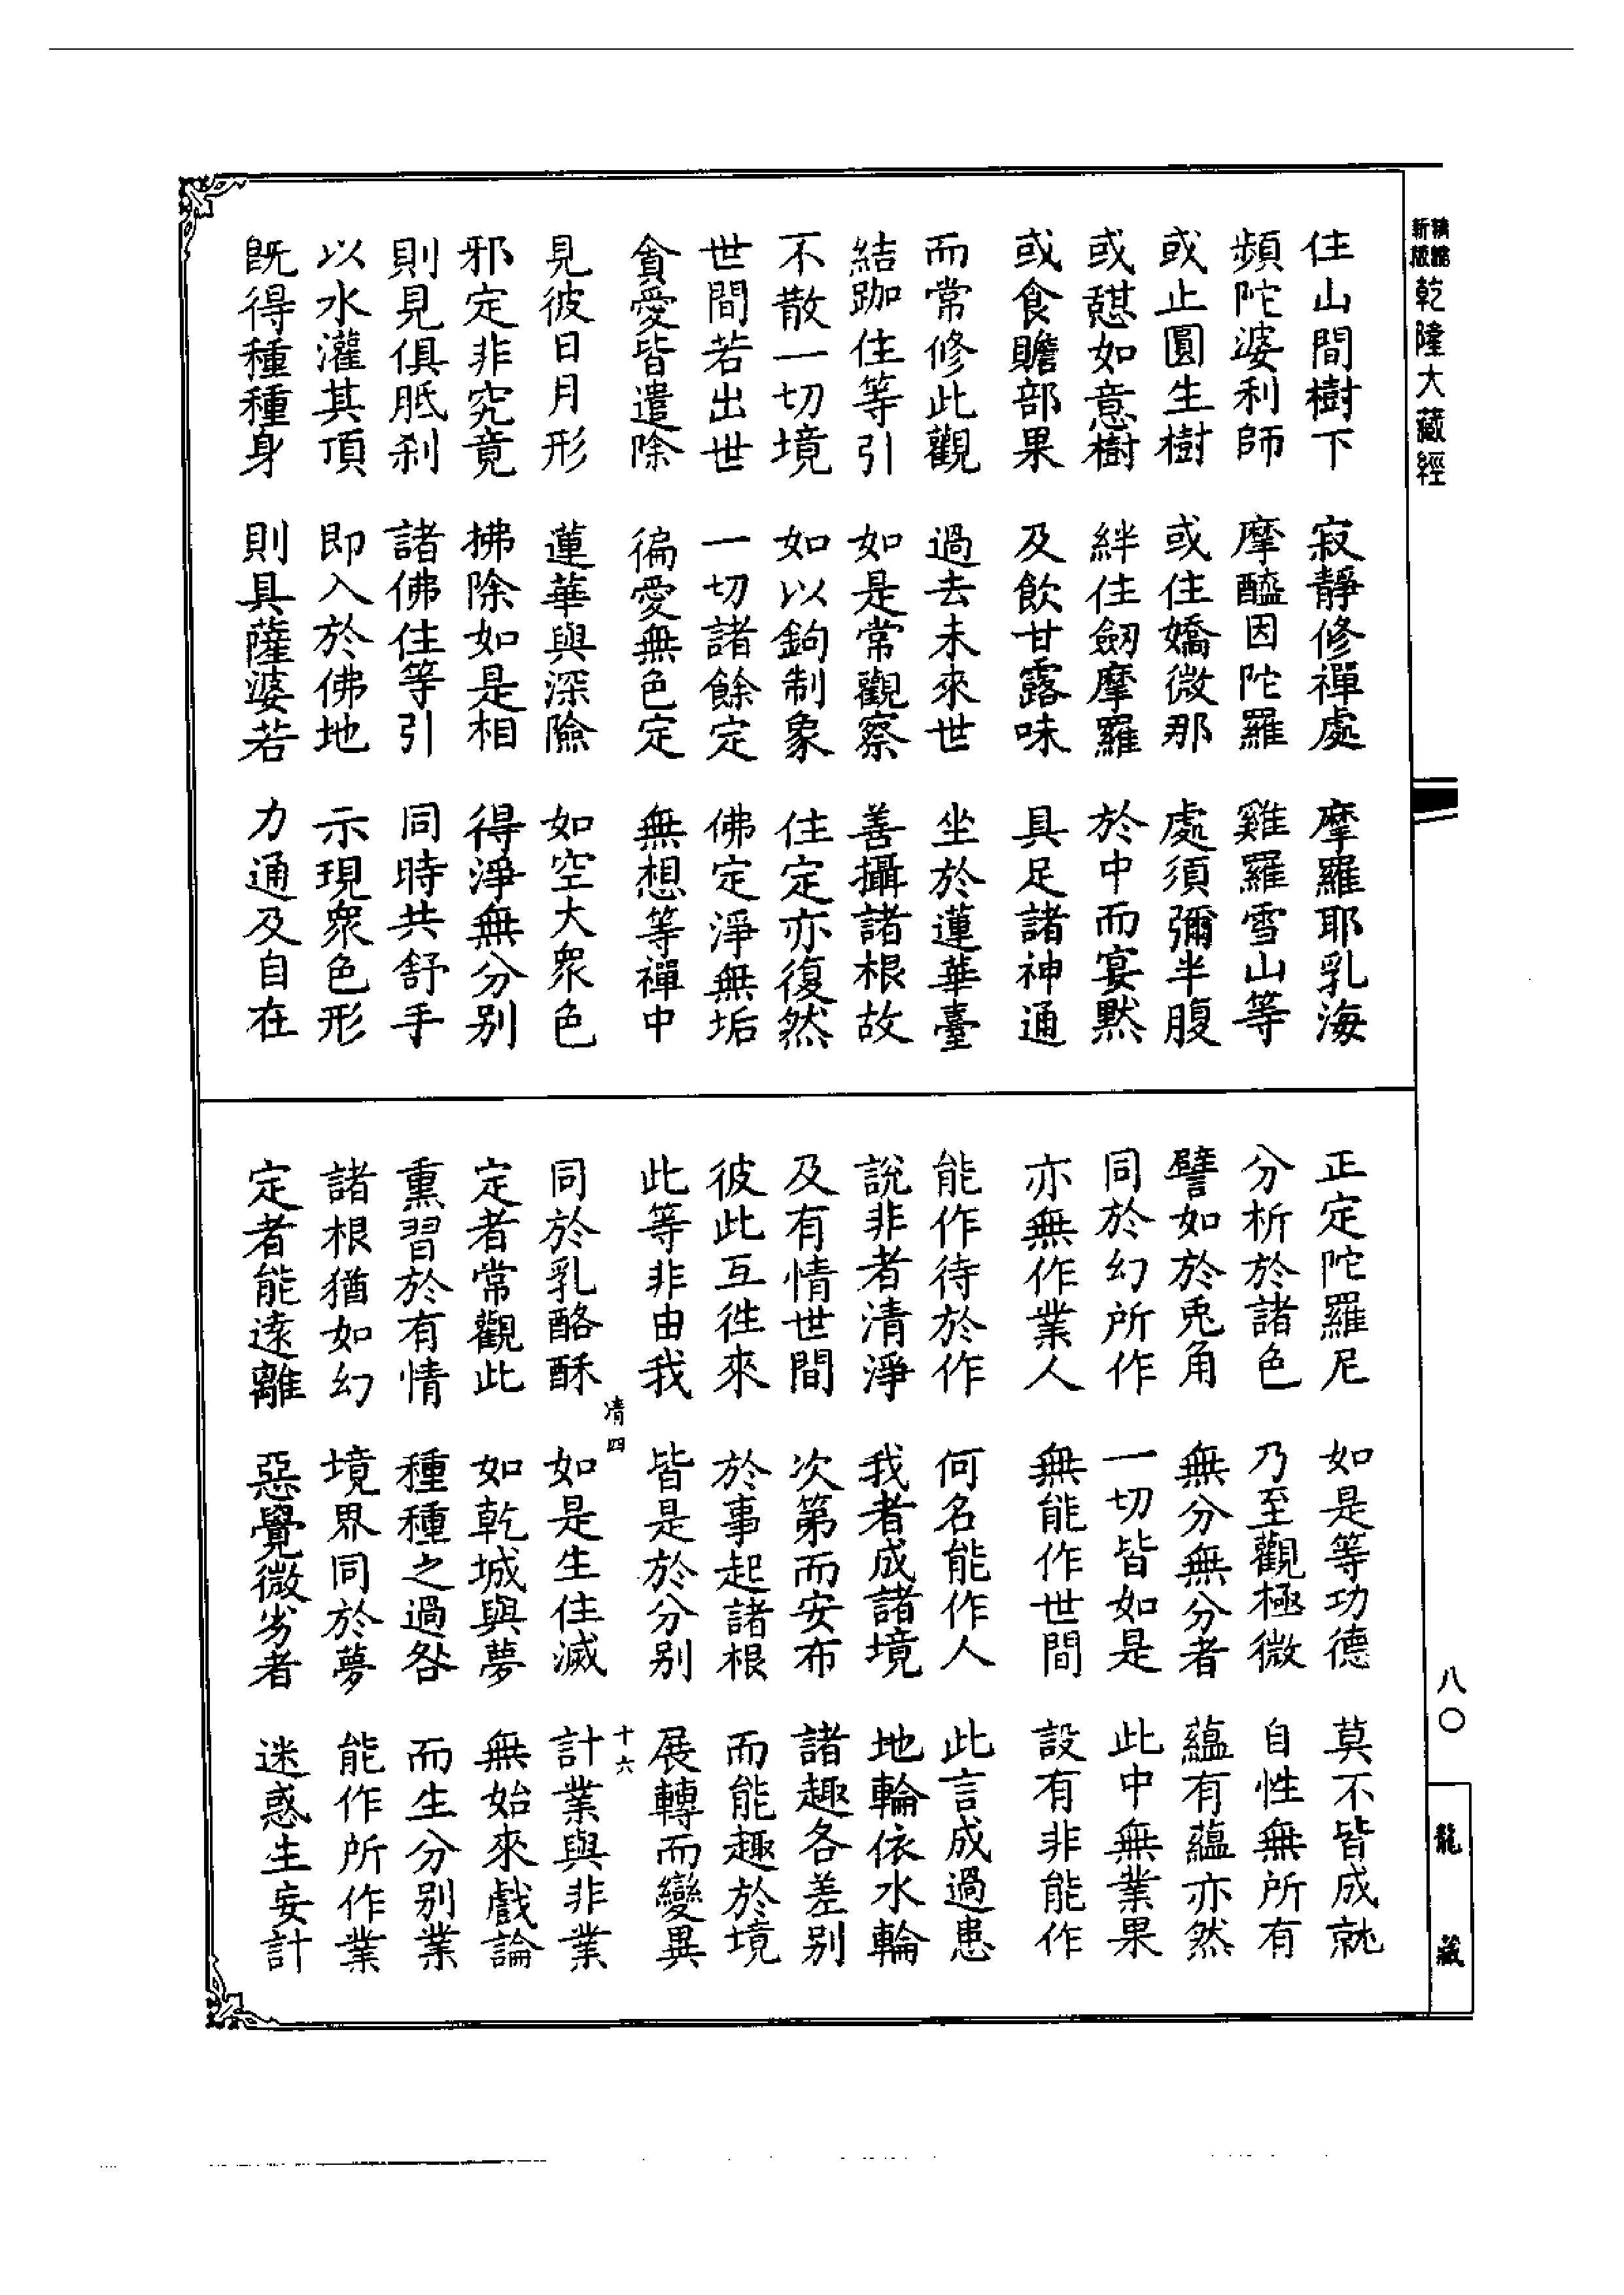 新版精縮乾隆大藏經
住山間樹下　寂靜修禪處　摩羅耶乳海
頻陀婆利師　摩醯因陀羅　雞羅雪山等
或止圓生樹　或住嬌微那　處須彌半腹
或憇如意樹　絆住劒摩羅　於中而宴默
或食贍部果　及飲甘露味　具足諸神通
而常修此觀　過去未來世　坐於蓮華臺
結跏住等引　如是常觀察　善攝諸根故
不散一切境　如以鉤制象　住定亦復然
世間若出世　一切諸餘定　佛定淨無垢
貪愛皆遣除　徧愛無色定　無想等禪中
見彼日月形　蓮華與深險　如空大衆色
邪定非究竟　拂除如是相　得淨無分別
則見俱胝刹　諸佛住等引　同時共舒手
以水灌其頂　即入於佛地　示現衆色形
旣得種種身　則具薩婆若　力通及自在
正定陀羅尼　如是等功德　莫不皆成就
分析於諸色　乃至觀極微　自性無所有
譬如於兎角　無分無分者　蘊有蘊亦然
同於幻所作　一切皆如是　此中無業果
亦無作業人　無能作世間　設有非能作
能作待於作　何名能作人　此言成過患
說非者清淨　我者成諸境　地輪依水輪
及有情世間　次第而安布　諸趣各差別
彼此互徃來　於事起諸根　而能趣於境
此等非由我　皆是於分別　展轉而變異
清四　十六
同於乳酪酥　如是生住滅　計業與非業
定者常觀此　如乾城與夢　無始來戲論
熏習於有情　種種之過咎　而生分別業
諸根猶如幻　境界同於夢　能作所作業
定者能遠離　惡覺微劣者　迷惑生妄計
八〇
龍藏